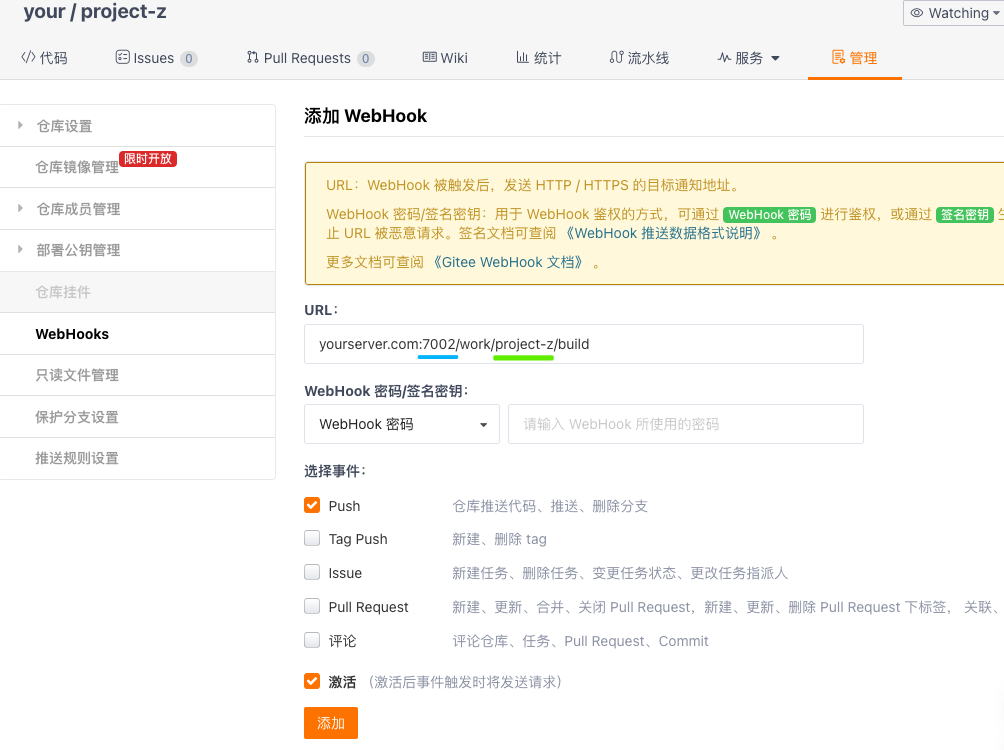 your / project-z
Watching
代码
Issues 0
Pull Requests 0
Wiki
统计
流水线
服务
管理
仓库设置
仓库镜像管理 限时开放
仓库成员管理
部署公钥管理
仓库挂件
WebHooks
只读文件管理
保护分支设置
推送规则设置
添加 WebHook
URL：WebHook 被触发后，发送 HTTP / HTTPS 的目标通知地址。
WebHook 密码/签名密钥：用于 WebHook 鉴权的方式，可通过 WebHook 密码 进行鉴权，或通过 签名密钥 生
止 URL 被恶意请求。签名文档可查阅 《WebHook 推送数据格式说明》 。
更多文档可查阅 《Gitee WebHook 文档》 。
URL：
yourserver.com:7002/work/project-z/build
WebHook 密码/签名密钥：
WebHook 密码
请输入 WebHook 所使用的密码
选择事件：
Push 仓库推送代码、推送、删除分支
Tag Push 新建、删除 tag
Issue 新建任务、删除任务、变更任务状态、更改任务指派人
Pull Request 新建、更新、合并、关闭 Pull Request，新建、更新、删除 Pull Request 下标签， 关联、
评论 评论仓库、任务、Pull Request、Commit
激活 （激活后事件触发时将发送请求）
添加